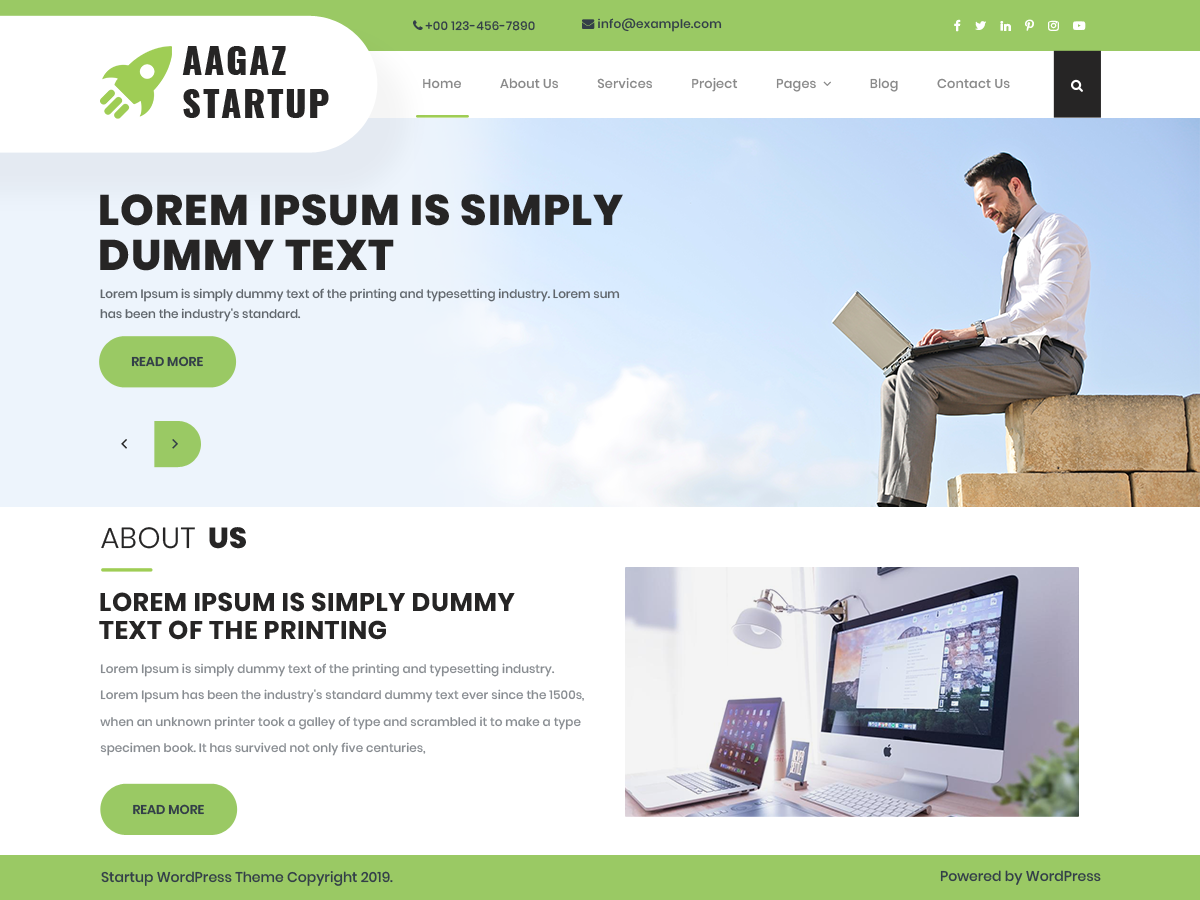 +00 123-456-7890
info@example.com
AAGAZ
STARTUP
Home
About Us
Services
Project
Pages
Blog
Contact Us
LOREM IPSUM IS SIMPLY
DUMMY TEXT
Lorem Ipsum is simply dummy text of the printing and typesetting industry. Lorem sum
has been the industry's standard.
READ MORE
ABOUT US
LOREM IPSUM IS SIMPLY DUMMY
TEXT OF THE PRINTING
Lorem Ipsum is simply dummy text of the printing and typesetting industry.
Lorem Ipsum has been the industry's standard dummy text ever since the 1500s,
when an unknown printer took a galley of type and scrambled it to make a type
specimen book. It has survived not only five centuries,
READ MORE
Startup WordPress Theme Copyright 2019.
Powered by WordPress